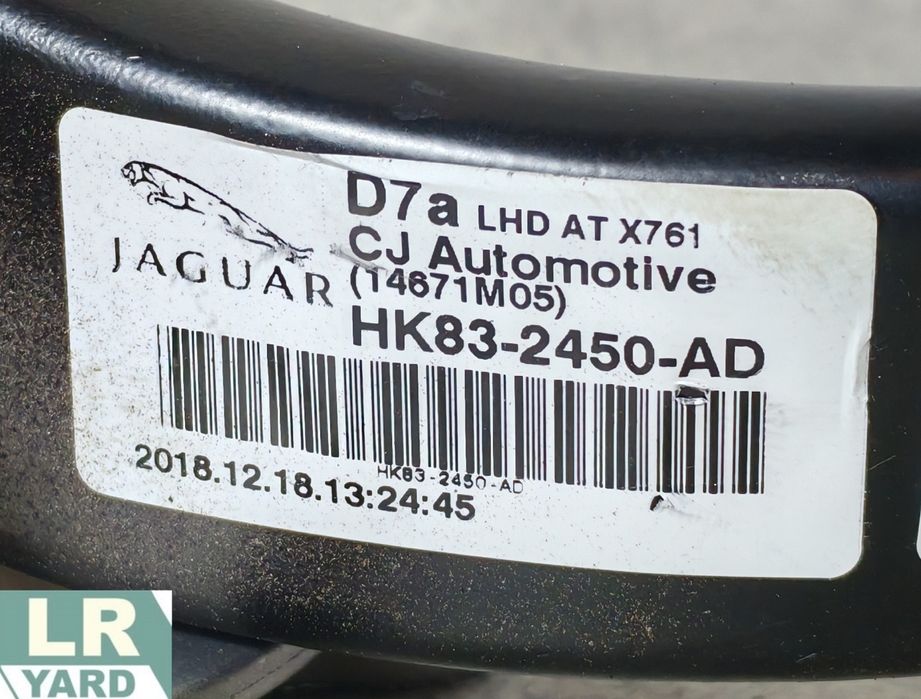 D7a LHD AT X761
CJ Automotive
JAGUAR
(14671M05)
HK83-2450-AD
HK83-2450-AD
2018.12.18.13:24:45
LR
YARD